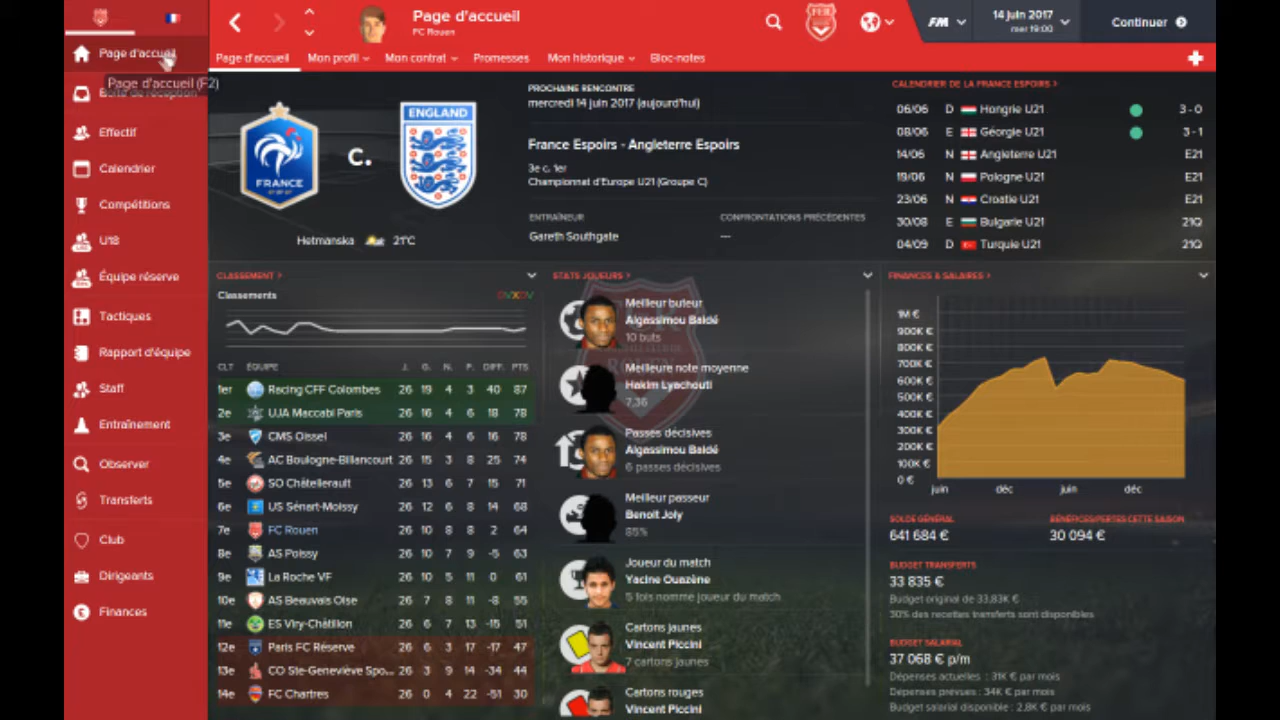 Page d'accueil
FC Rouen
FM
14 juin 2017
mer 19:00
Continuer
Page d'accueil
Mon profil
Mon contrat
Promesses
Mon historique
Bloc-notes
Page d'accueil
Page d'accueil (F2)
Effectif
Calendrier
Compétitions
U18
Équipe réserve
Tactiques
Rapport d'équipe
Staff
Entraînement
Observer
Transferts
Club
Dirigeants
Finances
FRANCE
c.
ENGLAND
Hetmanska
21°C
PROCHAINE RENCONTRE
mercredi 14 juin 2017 (aujourd'hui)
France Espoirs - Angleterre Espoirs
3e c. 1er
Championnat d'Europe U21 (Groupe C)
ENTRAÎNEUR
Gareth Southgate
CONFRONTATIONS PRÉCÉDENTES
---
CALENDRIER DE LA FRANCE ESPOIRS >
06/06 D Hongrie U21 3-0
08/06 E Géorgie U21 3-1
14/06 N Angleterre U21 E21
19/06 N Pologne U21 E21
23/06 N Croatie U21 E21
30/08 E Bulgarie U21 21Q
04/09 D Turquie U21 21Q
CLASSEMENT >
Classements
CLT ÉQUIPE J. G. N. P. DIFF. PTS
1er Racing CFF Colombes 26 19 4 3 40 87
2e UJA Maccabi Paris 26 16 4 6 18 78
3e CMS Oissel 26 16 4 6 16 78
4e AC Boulogne-Billancourt 26 15 3 8 25 74
5e SO Châtellerault 26 13 6 7 15 71
6e US Sénart-Moissy 26 12 6 8 14 68
7e FC Rouen 26 10 8 8 2 64
8e AS Poissy 26 10 7 9 -5 63
9e La Roche VF 26 10 5 11 0 61
10e AS Beauvais Oise 26 7 8 11 -8 55
11e ES Viry-Châtillon 26 6 7 13 -15 51
12e Paris FC Réserve 26 6 3 17 -17 47
13e CO Ste-Geneviève Spo... 26 3 9 14 -34 44
14e FC Chartres 26 0 4 22 -51 30
STATS JOUEURS >
Meilleur buteur
Algassimou Baldé
10 buts
Meilleure note moyenne
Hakim Lyachouti
7,36
Passes décisives
Algassimou Baldé
6 passes décisives
Meilleur passeur
Benoit Joly
85%
Joueur du match
Yacine Ouazène
5 fois nommé joueur du match
Cartons jaunes
Vincent Piccini
7 cartons jaunes
Cartons rouges
Vincent Piccini
FINANCES & SALAIRES >
1M €
900K €
800K €
700K €
600K €
500K €
400K €
300K €
200K €
100K €
0 €
juin déc juin déc
SOLDE GÉNÉRAL
641 684 €
BÉNÉFICES/PERTES CETTE SAISON
30 094 €
BUDGET TRANSFERTS
33 835 €
Budget original de 33,83K €
30% des recettes transferts sont disponibles
BUDGET SALARIAL
37 068 € p/m
Dépenses actuelles : 31K € par mois
Dépenses prévues : 34K € par mois
Budget salarial disponible : 2,8K € par mois